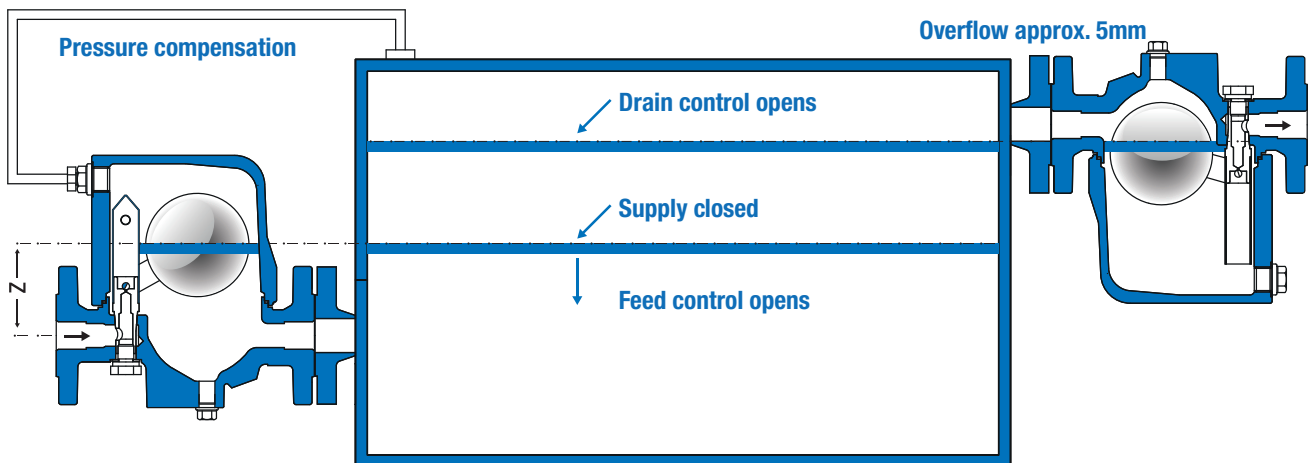 Pressure compensation
Overflow approx. 5mm
Drain control opens
Supply closed
Z
Feed control opens